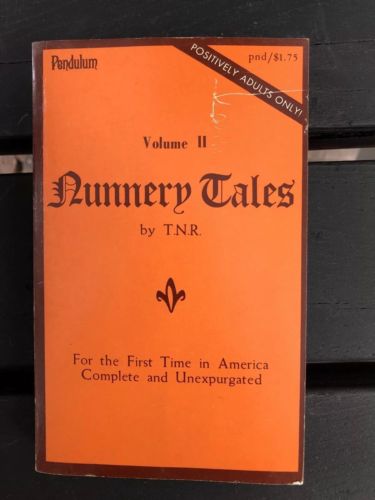 Pendulum
pnd/$1.75
POSITIVELY ADULTS ONLY!
Volume II
Nunnery Tales
by T.N.R.
For the First Time in America
Complete and Unexpurgated